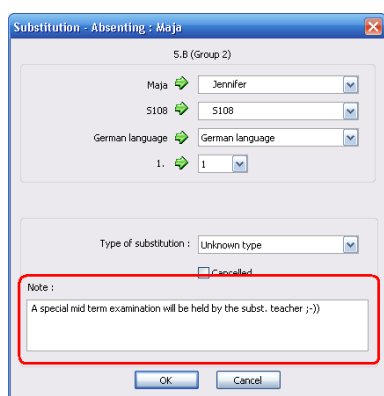 Substitution - Absenting : Maja
5.B (Group 2)
Maja Jennifer
S108 S108
German language German language
1. 1
Type of substitution : Unknown type
Cancelled
Note :
A special mid term examination will be held by the subst. teacher ;-))
OK Cancel